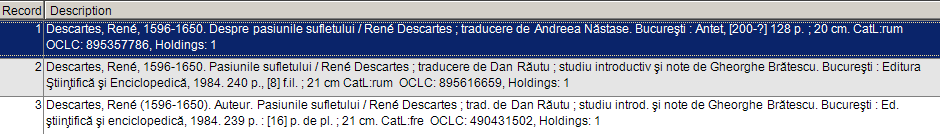 Record Description
1 Descartes, René, 1596-1650. Despre pasiunile sufletului / René Descartes ; traducere de Andreea Năstase. Bucureşti : Antet, [200-?] 128 p. ; 20 cm. CatL:rum
OCLC: 895357786, Holdings: 1
2 Descartes, René, 1596-1650. Pasiunile sufletului / René Descartes ; traducere de Dan Răutu ; studiu introductiv şi note de Gheorghe Brătescu. Bucureşti : Editura
Ştiinţifică şi Enciclopedică, 1984. 240 p., [8] f.il. ; 21 cm CatL:rum OCLC: 895616659, Holdings: 1
3 Descartes, René (1596-1650). Auteur. Pasiunile sufletului / René Descartes ; trad. de Dan Răutu ; studiu introd. şi note de Gheorghe Brătescu. Bucureşti : Ed.
ştiinţifică şi enciclopedică, 1984. 239 p. : [16] p. de pl. ; 21 cm. CatL:fre OCLC: 490431502, Holdings: 1